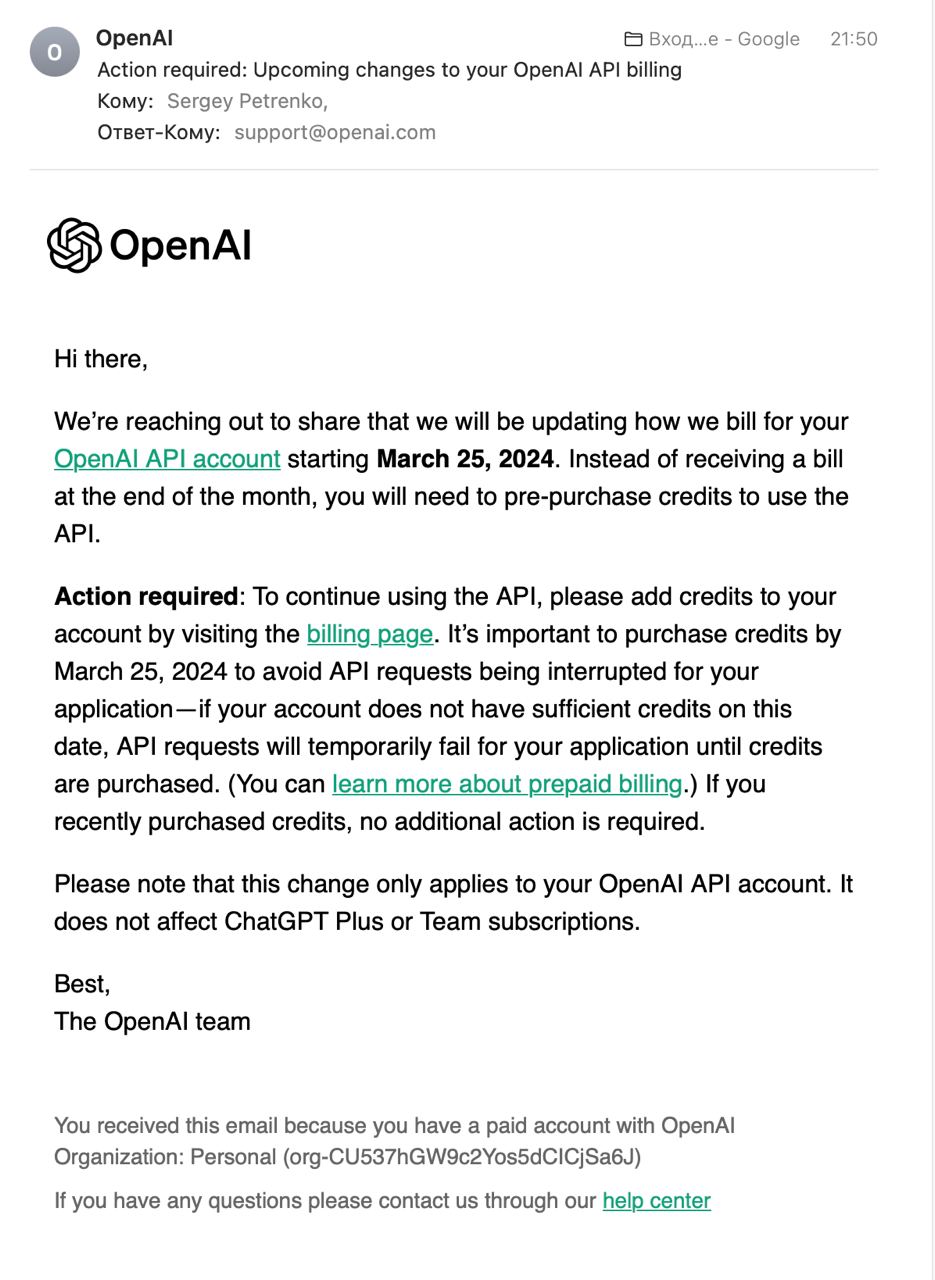 O
OpenAI
Вход...е - Google
21:50
Action required: Upcoming changes to your OpenAI API billing
Кому: Sergey Petrenko,
Ответ-Кому: support@openai.com
OpenAI
Hi there,
We’re reaching out to share that we will be updating how we bill for your
OpenAI API account starting March 25, 2024. Instead of receiving a bill
at the end of the month, you will need to pre-purchase credits to use the
API.
Action required: To continue using the API, please add credits to your
account by visiting the billing page. It’s important to purchase credits by
March 25, 2024 to avoid API requests being interrupted for your
application—if your account does not have sufficient credits on this
date, API requests will temporarily fail for your application until credits
are purchased. (You can learn more about prepaid billing.) If you
recently purchased credits, no additional action is required.
Please note that this change only applies to your OpenAI API account. It
does not affect ChatGPT Plus or Team subscriptions.
Best,
The OpenAI team
You received this email because you have a paid account with OpenAI
Organization: Personal (org-CU537hGW9c2Yos5dCICjSa6J)
If you have any questions please contact us through our help center